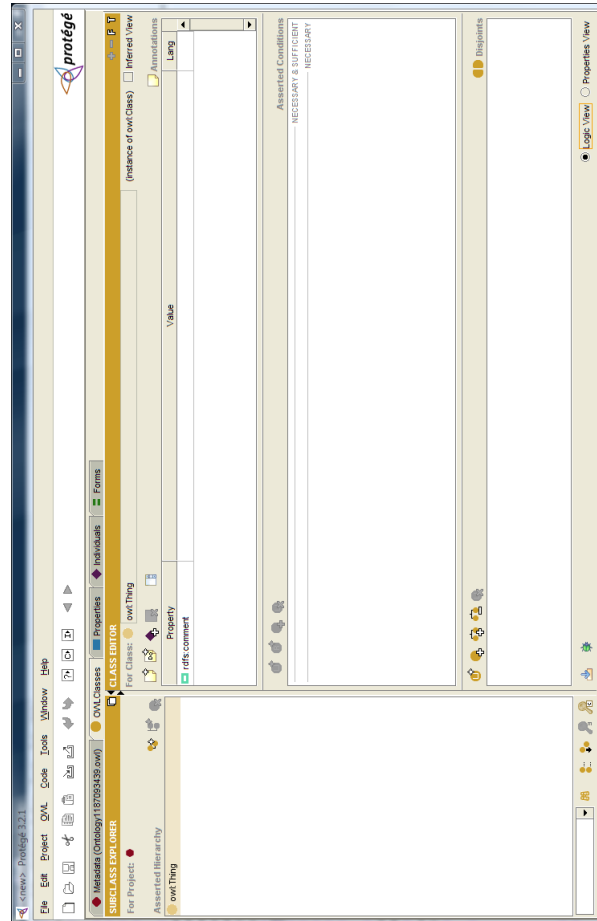 <new> Protégé 3.2.1
File Edit Project OWL Code Tools Window Help
protégé
Metadata (Ontology1187093439.owl) OWLClasses Properties Individuals Forms
SUBCLASS EXPLORER
For Project:
Asserted Hierarchy
owl:Thing
CLASS EDITOR + – F T
For Class: owl:Thing (instance of owl:Class) Inferred View
Annotations
Property Value Lang
rdfs:comment
Asserted Conditions
NECESSARY & SUFFICIENT
NECESSARY
Disjoints
Logic View Properties View